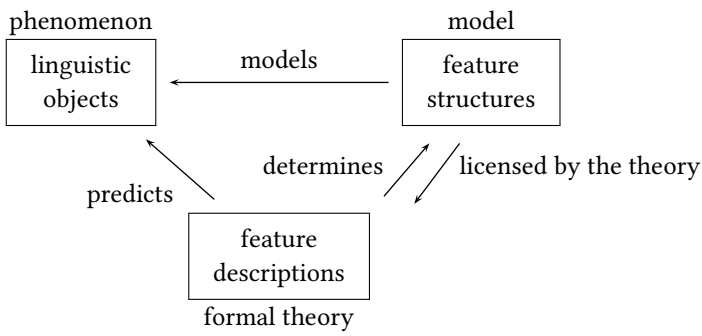 phenomenon
linguistic
objects
models
model
feature
structures
predicts
determines
licensed by the theory
feature
descriptions
formal theory